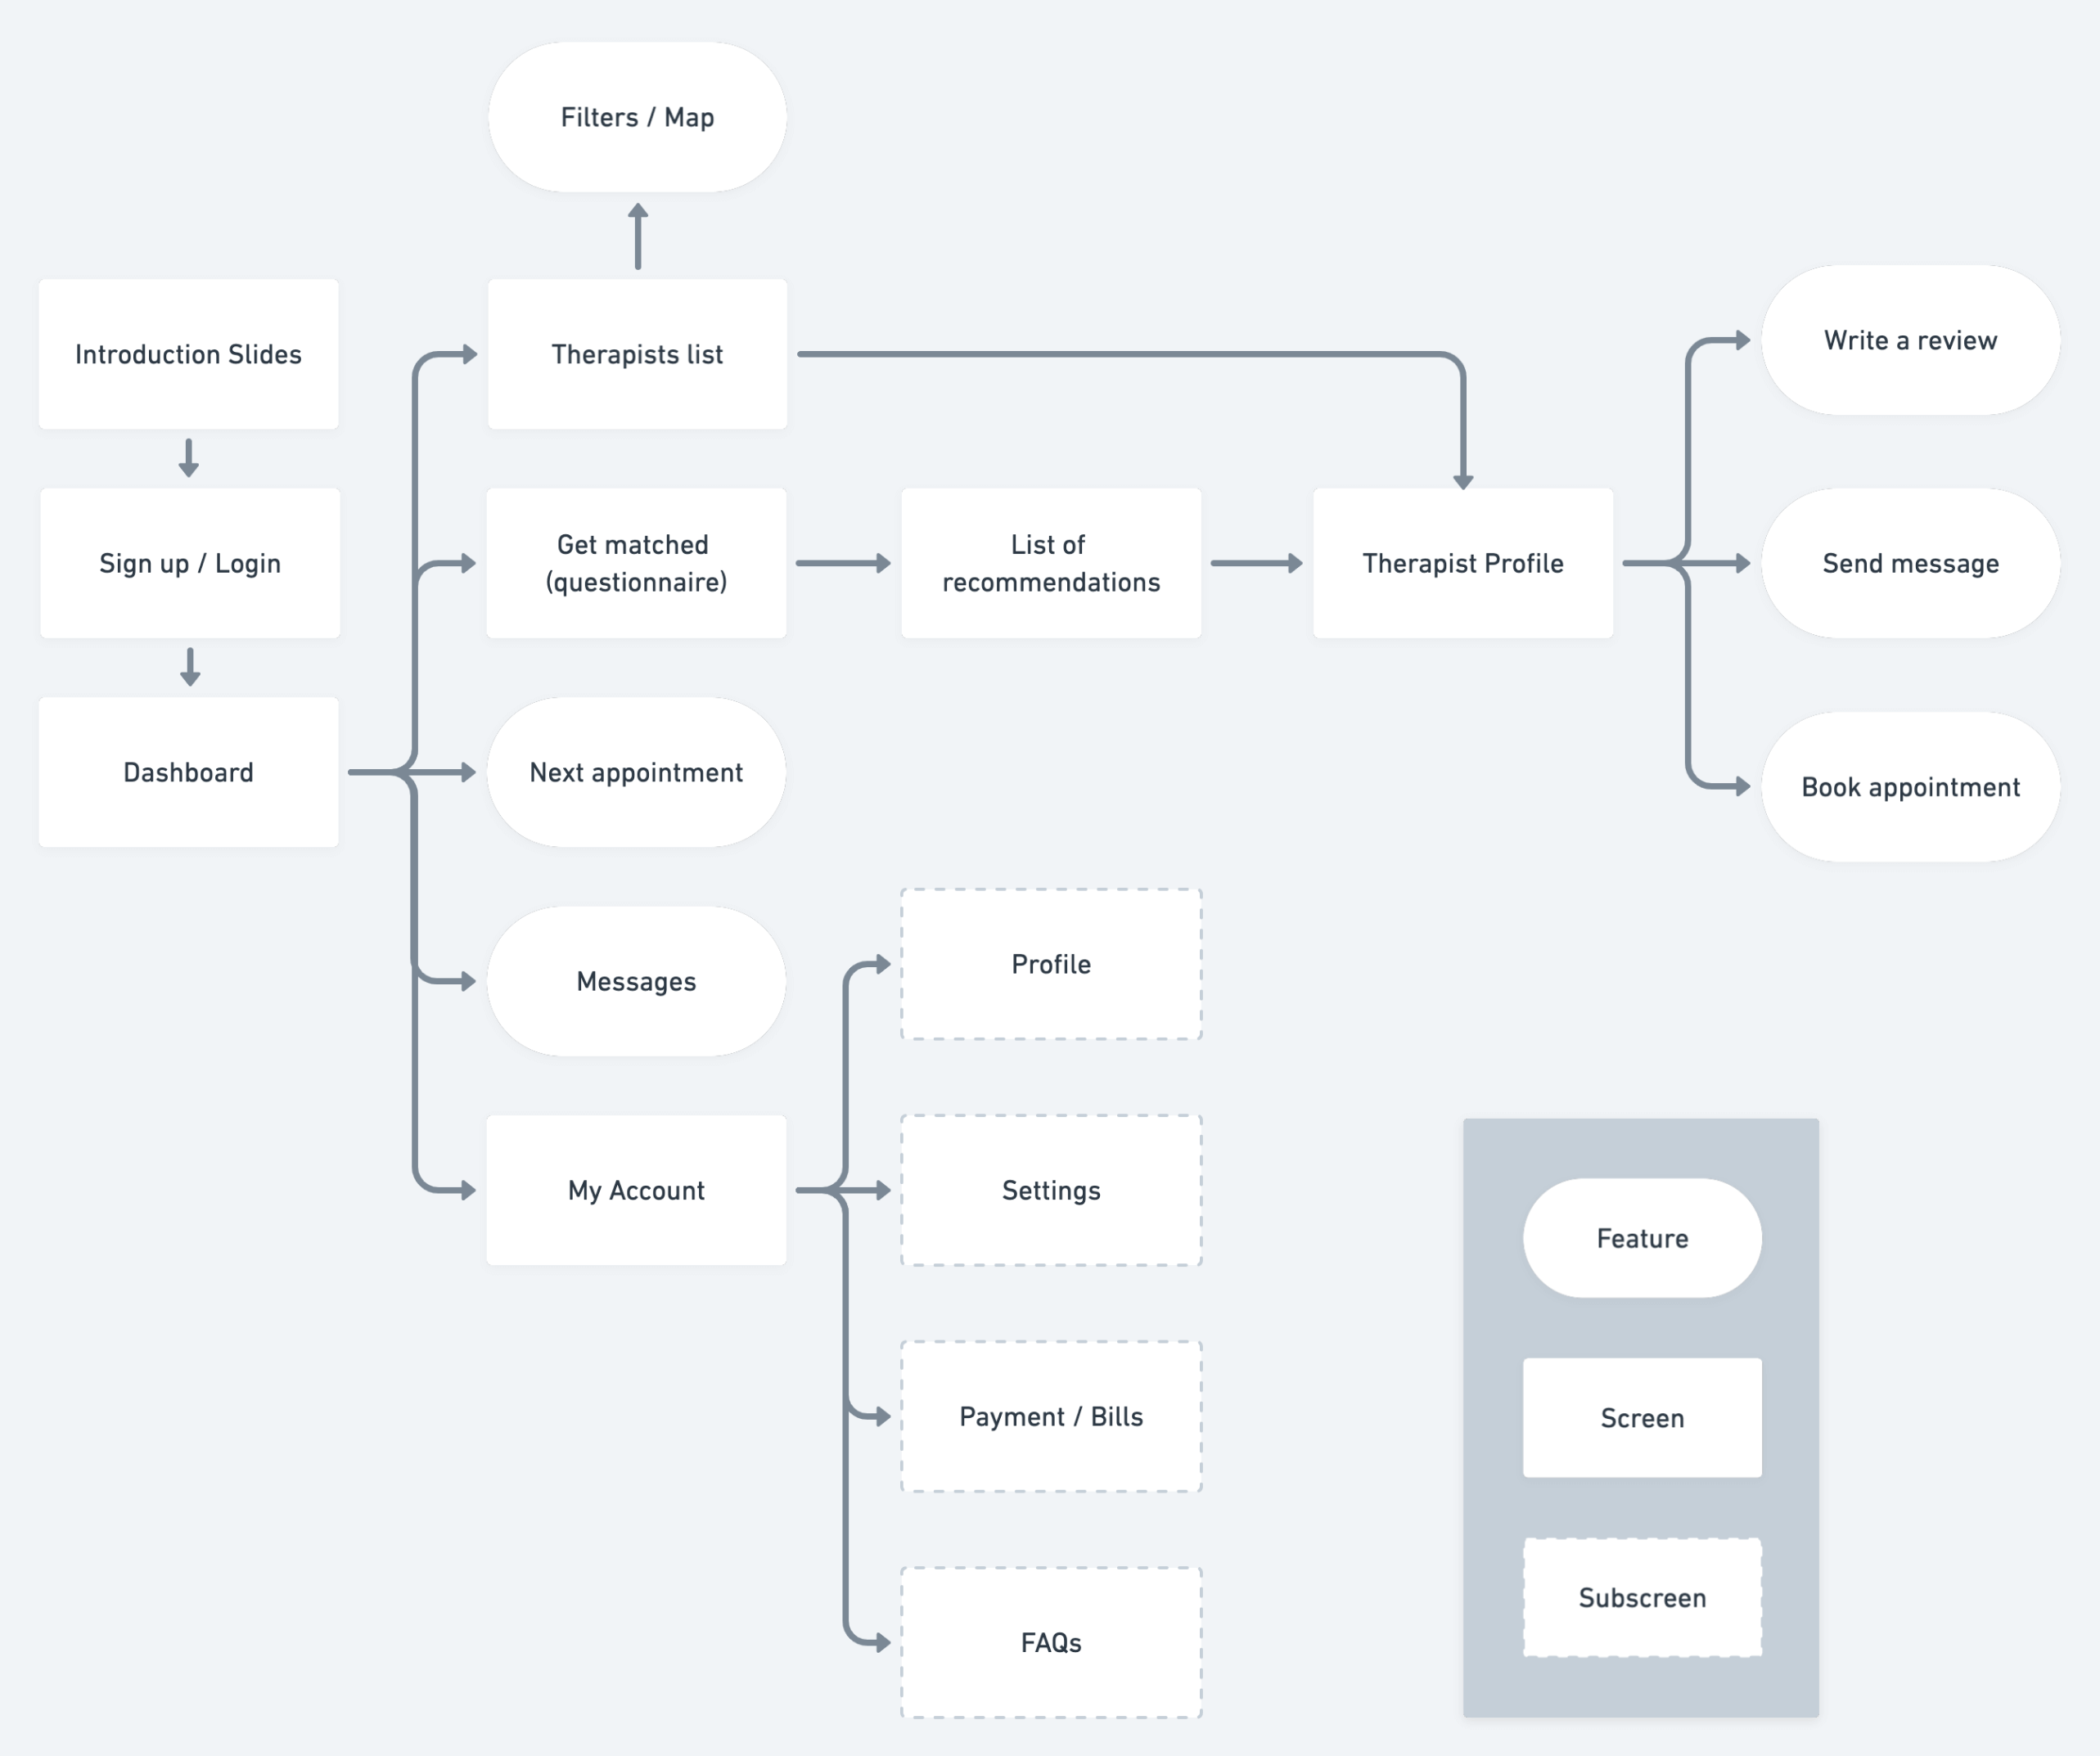 Filters / Map
Introduction Slides
Therapists list
Write a review
Sign up / Login
Get matched
(questionnaire)
List of
recommendations
Therapist Profile
Send message
Dashboard
Next appointment
Book appointment
Messages
Profile
My Account
Settings
Payment / Bills
FAQs
Feature
Screen
Subscreen